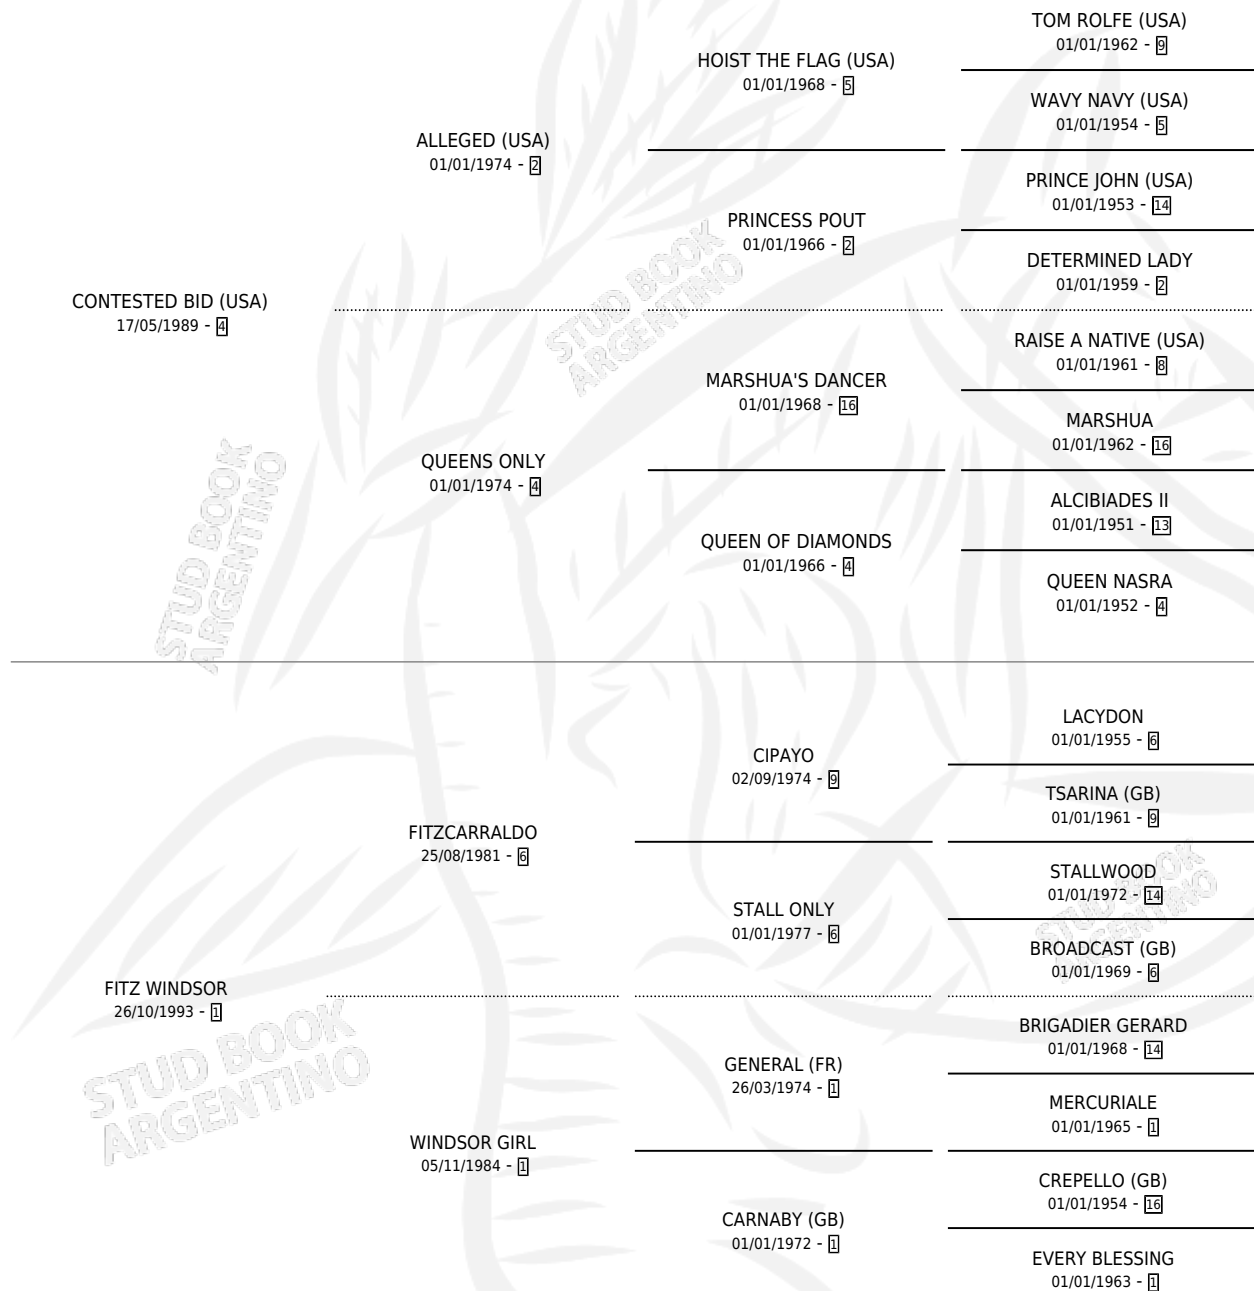 TOM ROLFE (USA)
01/01/1962 - 9
HOIST THE FLAG (USA)
01/01/1968 - 5
WAVY NAVY (USA)
01/01/1954 - 5
ALLEGED (USA)
01/01/1974 - 2
PRINCE JOHN (USA)
01/01/1953 - 14
PRINCESS POUT
01/01/1966 - 2
DETERMINED LADY
01/01/1959 - 2
CONTESTED BID (USA)
17/05/1989 - 4
RAISE A NATIVE (USA)
01/01/1961 - 8
MARSHUA'S DANCER
01/01/1968 - 16
MARSHUA
01/01/1962 - 16
QUEENS ONLY
01/01/1974 - 4
ALCIBIADES II
01/01/1951 - 13
QUEEN OF DIAMONDS
01/01/1966 - 4
QUEEN NASRA
01/01/1952 - 4
LACYDON
01/01/1955 - 6
CIPAYO
02/09/1974 - 9
TSARINA (GB)
01/01/1961 - 9
FITZCARRALDO
25/08/1981 - 6
STALLWOOD
01/01/1972 - 14
STALL ONLY
01/01/1977 - 6
BROADCAST (GB)
01/01/1969 - 6
FITZ WINDSOR
26/10/1993 - 1
BRIGADIER GERARD
01/01/1968 - 14
GENERAL (FR)
26/03/1974 - 1
MERCURIALE
01/01/1965 - 1
WINDSOR GIRL
05/11/1984 - 1
CREPELLO (GB)
01/01/1954 - 16
CARNABY (GB)
01/01/1972 - 1
EVERY BLESSING
01/01/1963 - 1
STUD BOOK
ARGENTINO
STUD BOOK
ARGENTINO
STUD BOOK
ARGENTINO
STUD BOOK
ARGENTINO